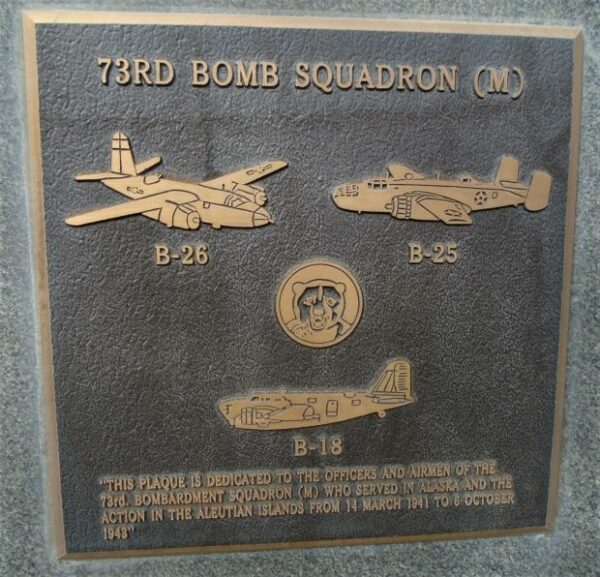 73RD BOMB SQUADRON (M)
B-26
B-25
B-18
"THIS PLAQUE IS DEDICATED TO THE OFFICERS AND AIRMEN OF THE
73rd. BOMBARDMENT SQUADRON (M) WHO SERVED IN ALASKA AND THE
ACTION IN THE ALEUTIAN ISLANDS FROM 14 MARCH 1941 TO 6 OCTOBER
1943"